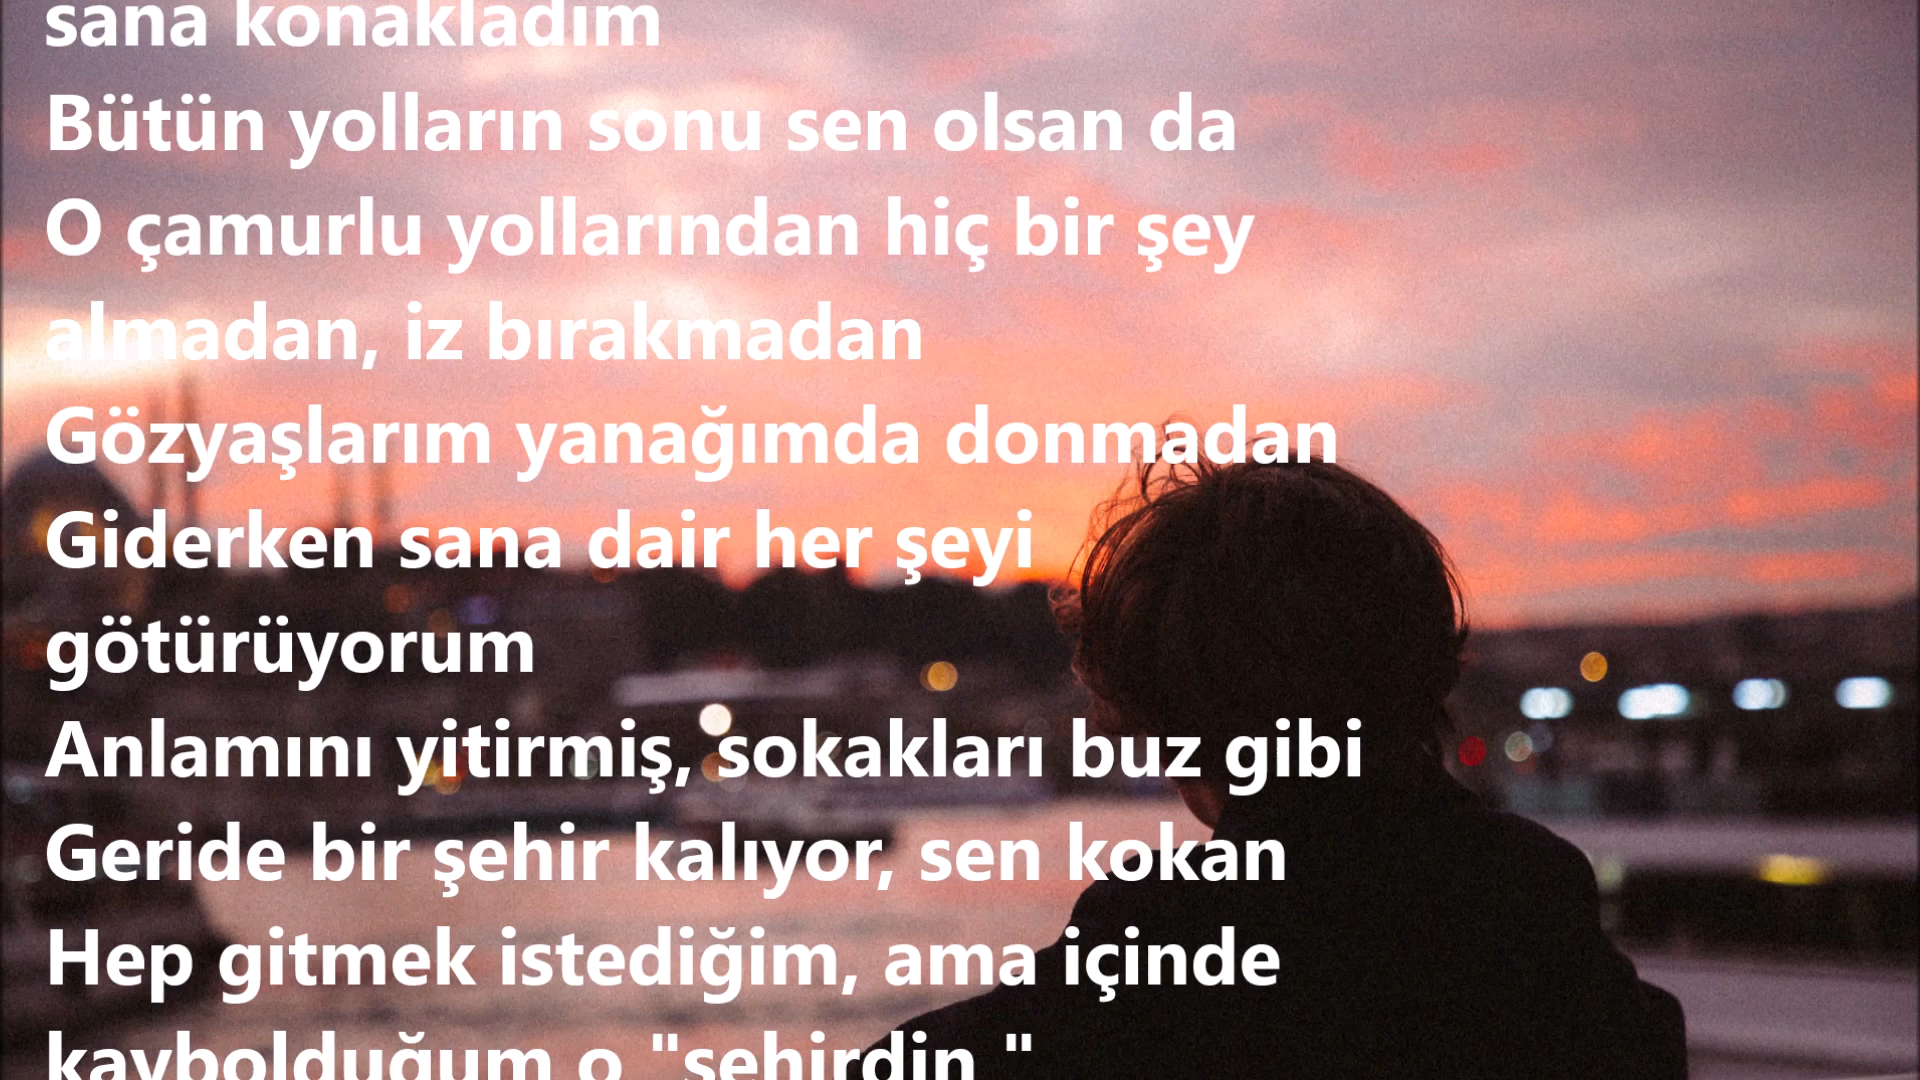 sana konakladım
Bütün yolların sonu sen olsan da
O çamurlu yollarından hiç bir şey
almadan, iz bırakmadan
Gözyaşlarım yanağımda donmadan
Giderken sana dair her şeyi
götürüyorum
Anlamını yitirmiş, sokakları buz gibi
Geride bir şehir kalıyor, sen kokan
Hep gitmek istediğim, ama içinde
kaybolduğum o "şehirdin "